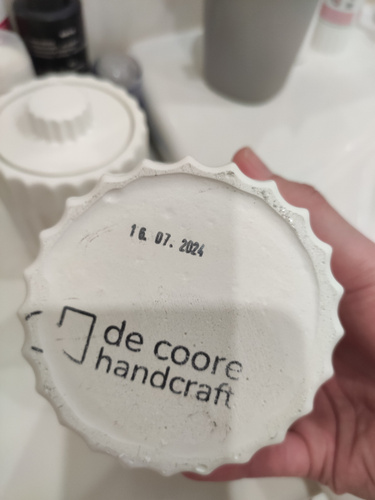 16. 07. 2024
de coore
handcraft